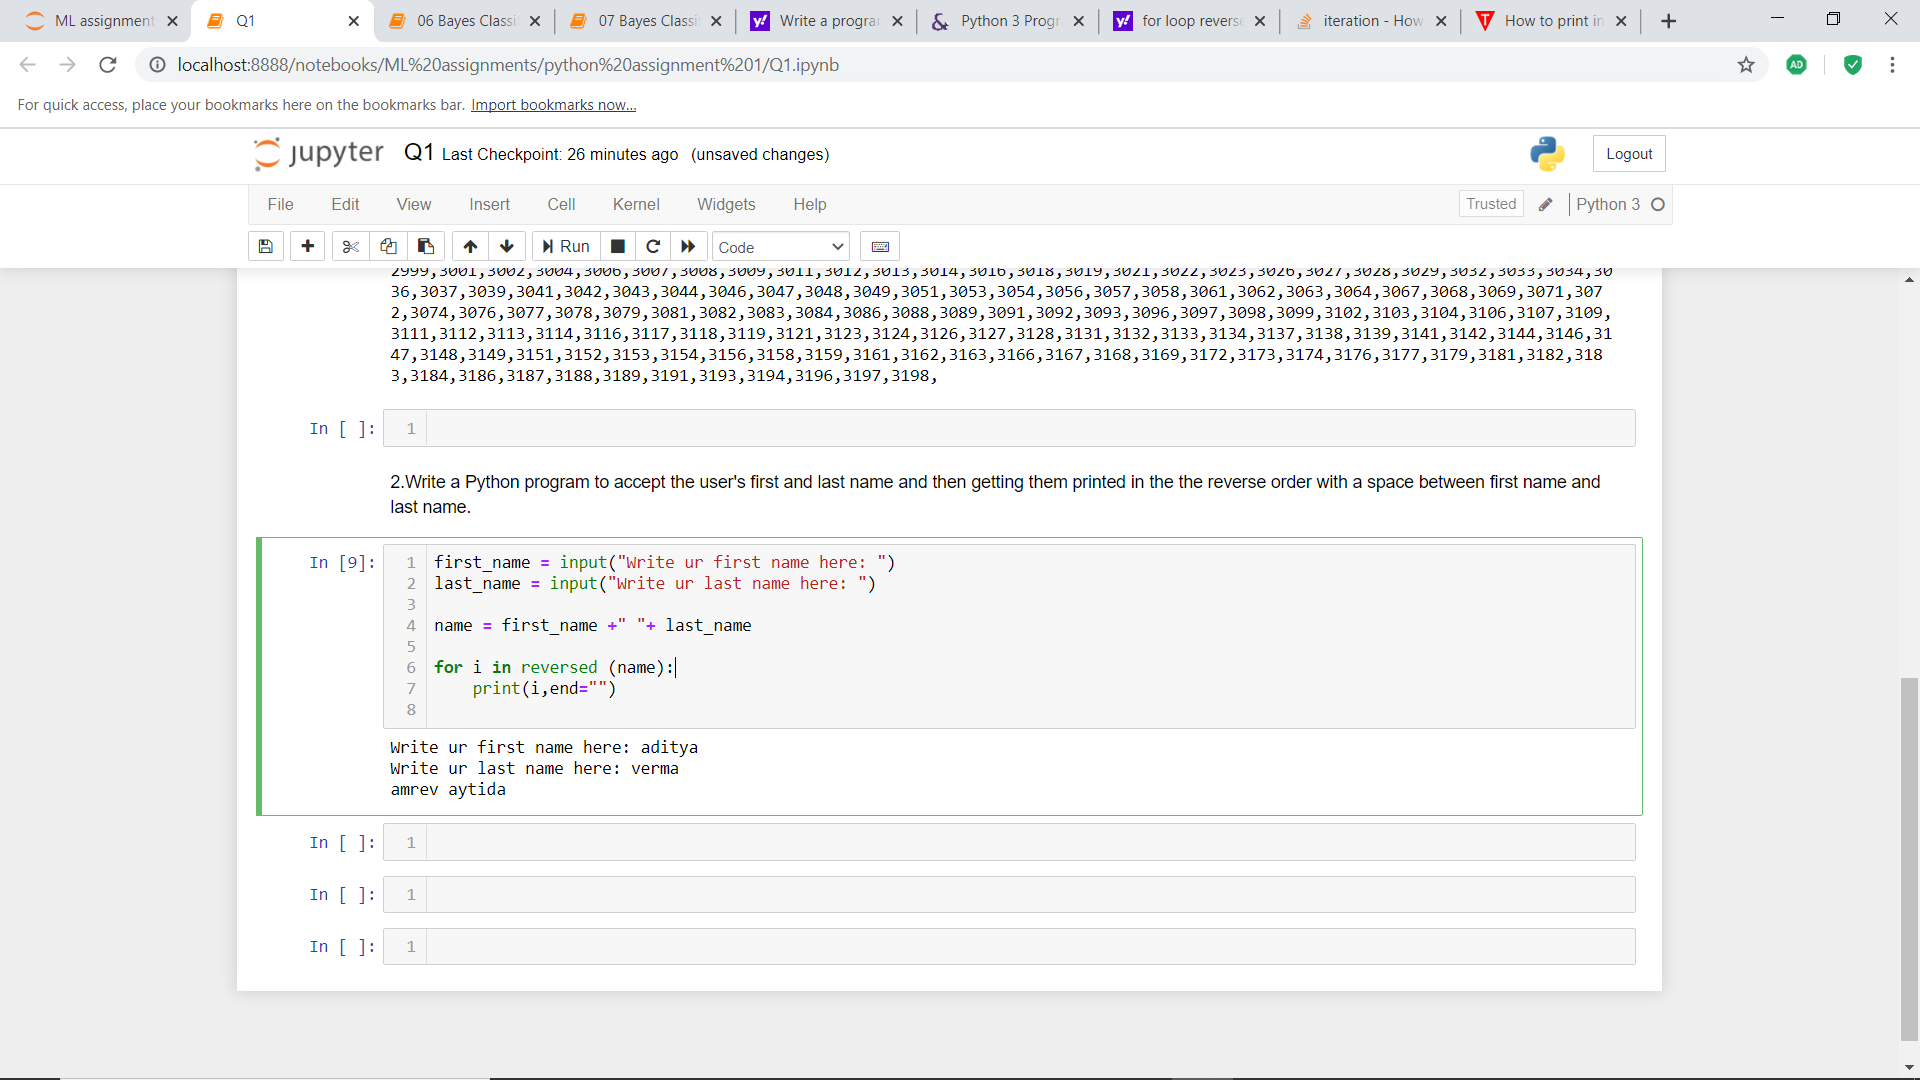 ML assignment
Q1
06 Bayes Classi
07 Bayes Classi
Write a progra
Python 3 Progr
for loop revers
iteration - How
How to print in
localhost:8888/notebooks/ML%20assignments/python%20assignment%201/Q1.ipynb
AD
For quick access, place your bookmarks here on the bookmarks bar. Import bookmarks now...
jupyter Q1 Last Checkpoint: 26 minutes ago (unsaved changes)
Logout
File Edit View Insert Cell Kernel Widgets Help
Trusted
Python 3
Run
Code
2999,3001,3002,3004,3006,3007,3008,3009,3011,3012,3013,3014,3016,3018,3019,3021,3022,3023,3026,3027,3028,3029,3032,3033,3034,30
36,3037,3039,3041,3042,3043,3044,3046,3047,3048,3049,3051,3053,3054,3056,3057,3058,3061,3062,3063,3064,3067,3068,3069,3071,307
2,3074,3076,3077,3078,3079,3081,3082,3083,3084,3086,3088,3089,3091,3092,3093,3096,3097,3098,3099,3102,3103,3104,3106,3107,3109,
3111,3112,3113,3114,3116,3117,3118,3119,3121,3123,3124,3126,3127,3128,3131,3132,3133,3134,3137,3138,3139,3141,3142,3144,3146,31
47,3148,3149,3151,3152,3153,3154,3156,3158,3159,3161,3162,3163,3166,3167,3168,3169,3172,3173,3174,3176,3177,3179,3181,3182,318
3,3184,3186,3187,3188,3189,3191,3193,3194,3196,3197,3198,
In [ ]: 1
2.Write a Python program to accept the user's first and last name and then getting them printed in the the reverse order with a space between first name and
last name.
In [9]: 1 first_name = input("Write ur first name here: ")
2 last_name = input("Write ur last name here: ")
3
4 name = first_name +" "+ last_name
5
6 for i in reversed (name):
7     print(i,end="")
8
Write ur first name here: aditya
Write ur last name here: verma
amrev aytida
In [ ]: 1
In [ ]: 1
In [ ]: 1